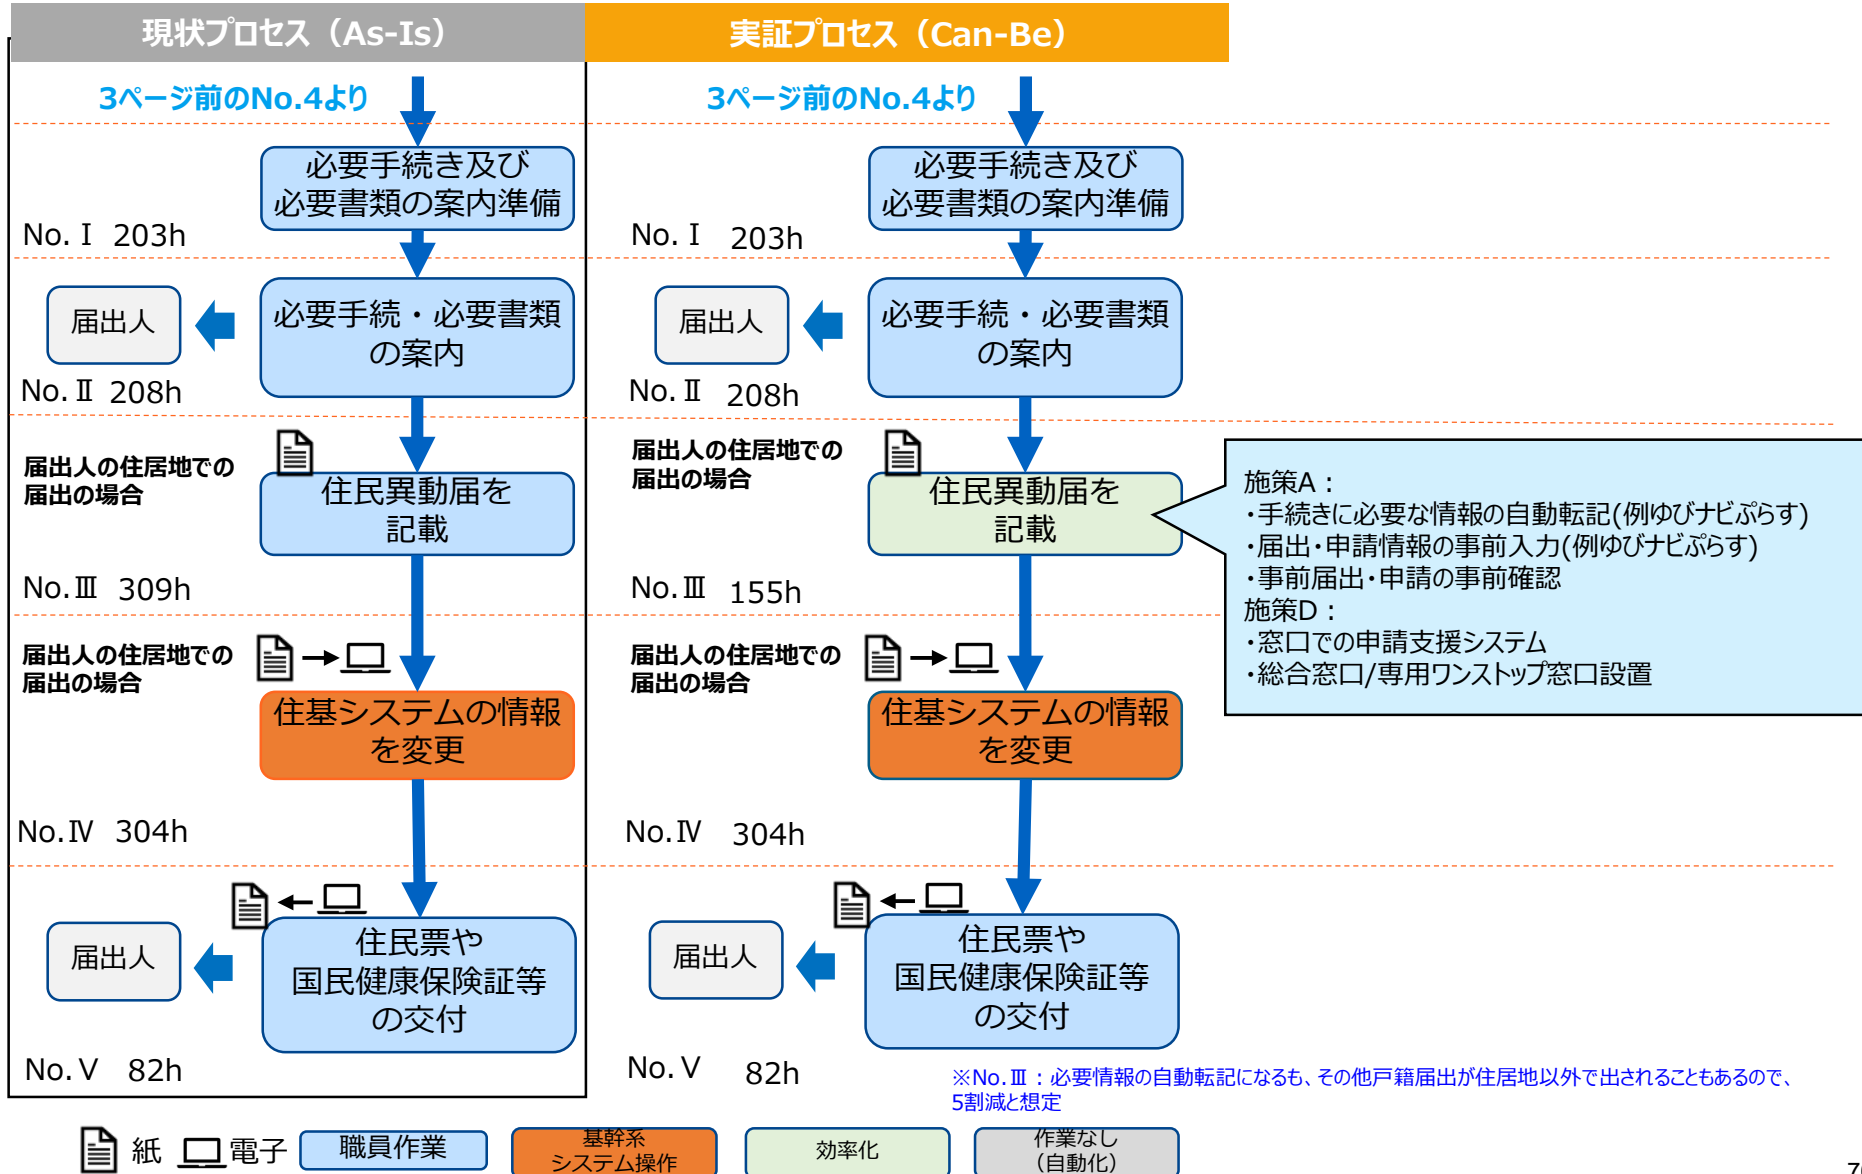 現状プロセス（As-Is）
実証プロセス（Can-Be）
3ページ前のNo.4より
3ページ前のNo.4より
必要手続き及び
必要書類の案内準備
No.Ⅰ 203h
必要手続き及び
必要書類の案内準備
No.Ⅰ 203h
届出人
必要手続・必要書類
の案内
No.Ⅱ 208h
届出人
必要手続・必要書類
の案内
No.Ⅱ 208h
届出人の住居地での
届出の場合
住民異動届を
記載
No.Ⅲ 309h
届出人の住居地での
届出の場合
住民異動届を
記載
No.Ⅲ 155h
施策A：
・手続きに必要な情報の自動転記(例ゆびナビぷらす)
・届出・申請情報の事前入力(例ゆびナビぷらす)
・事前届出・申請の事前確認
施策D：
・窓口での申請支援システム
・総合窓口/専用ワンストップ窓口設置
届出人の住居地での
届出の場合
住基システムの情報
を変更
No.Ⅳ 304h
届出人の住居地での
届出の場合
住基システムの情報
を変更
No.Ⅳ 304h
届出人
住民票や
国民健康保険証等
の交付
No.Ⅴ 82h
届出人
住民票や
国民健康保険証等
の交付
No.Ⅴ 82h
※No.Ⅲ：必要情報の自動転記になるも、その他戸籍届出が住居地以外で出されることもあるので、
5割減と想定
紙
電子
職員作業
基幹系
システム操作
効率化
作業なし
（自動化）